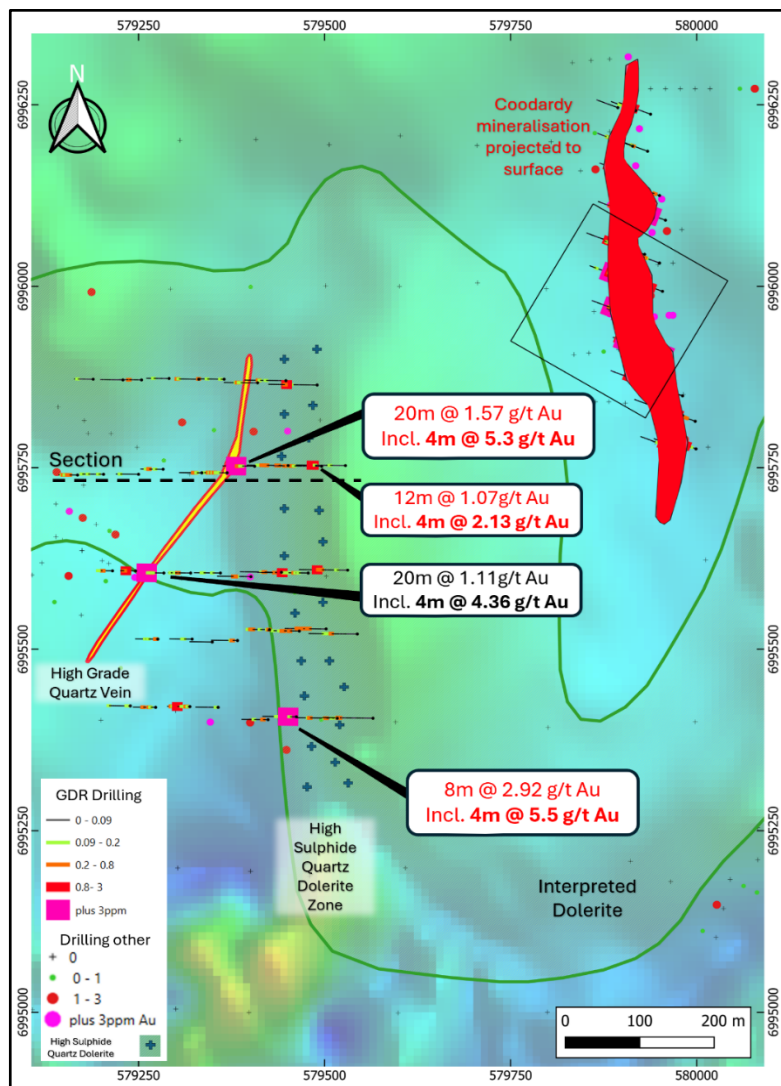 579250
579500
579750
580000
6996250
6996250
N
Coodardy
mineralisation
projected to
surface
6996000
6996000
20m @ 1.57 g/t Au
Incl. 4m @ 5.3 g/t Au
Section
6995750
6995750
12m @ 1.07g/t Au
Incl. 4m @ 2.13 g/t Au
20m @ 1.11g/t Au
Incl. 4m @ 4.36 g/t Au
6995500
6995500
High Grade
Quartz Vein
8m @ 2.92 g/t Au
Incl. 4m @ 5.5 g/t Au
GDR Drilling
0 - 0.09
0.09 - 0.2
0.2 - 0.8
0.8- 3
plus 3ppm
Drilling other
0
0 - 1
1 - 3
plus 3ppm Au
High Sulphide
Quartz Dolerite
6995250
6995250
High
Sulphide
Quartz
Dolerite
Zone
Interpreted
Dolerite
6995000
6995000
0 100 200 m
579250
579500
579750
580000